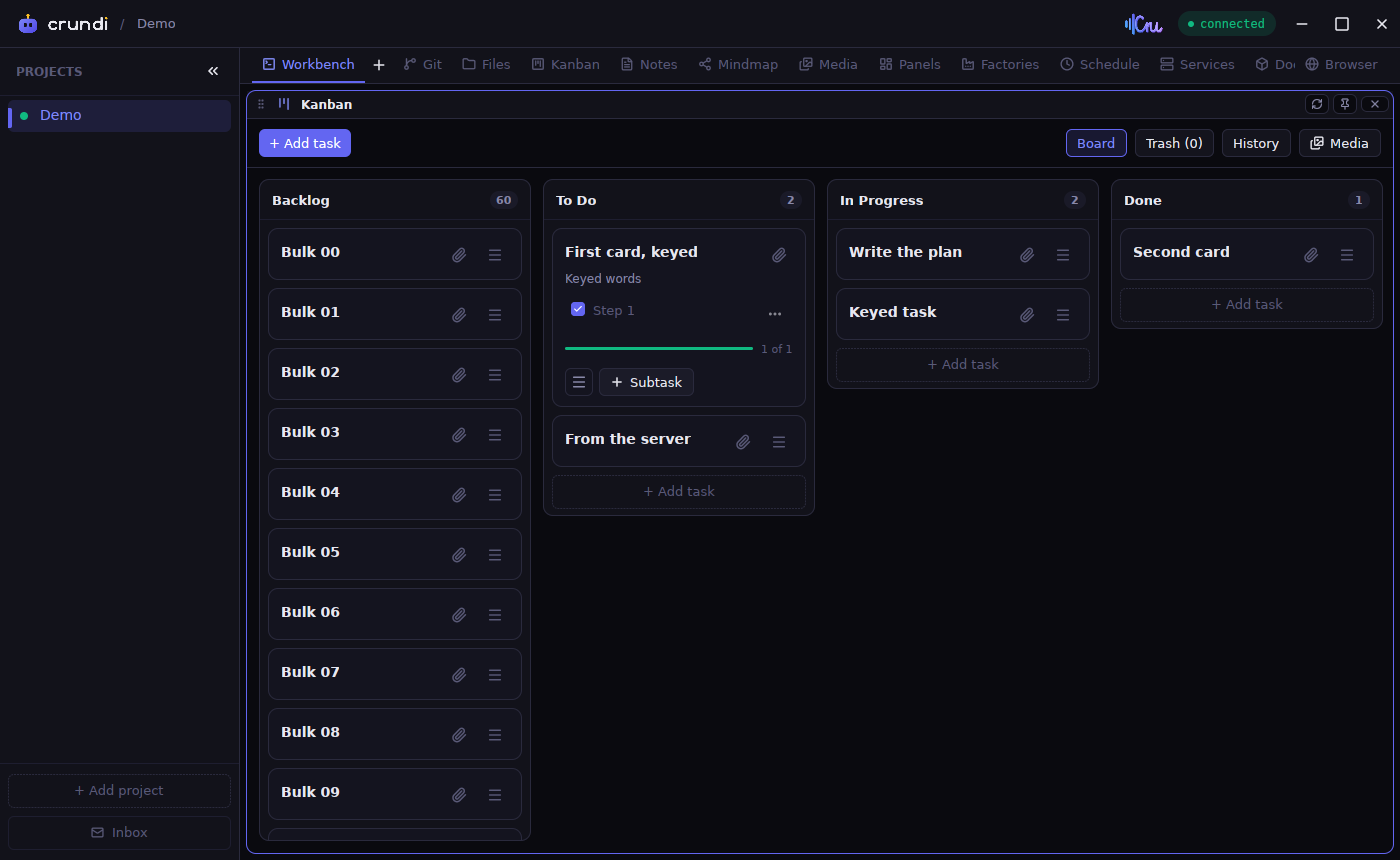 crundi / Demo
Cru
connected
PROJECTS
Workbench
Git
Files
Kanban
Notes
Mindmap
Media
Panels
Factories
Schedule
Services
Browser
Demo
Kanban
+ Add task
Board
Trash (0)
History
Media
Backlog 60
Bulk 00
Bulk 01
Bulk 02
Bulk 03
Bulk 04
Bulk 05
Bulk 06
Bulk 07
Bulk 08
Bulk 09
To Do 2
First card, keyed
Keyed words
Step 1
1 of 1
+ Subtask
From the server
+ Add task
In Progress 2
Write the plan
Keyed task
+ Add task
Done 1
Second card
+ Add task
+ Add project
Inbox